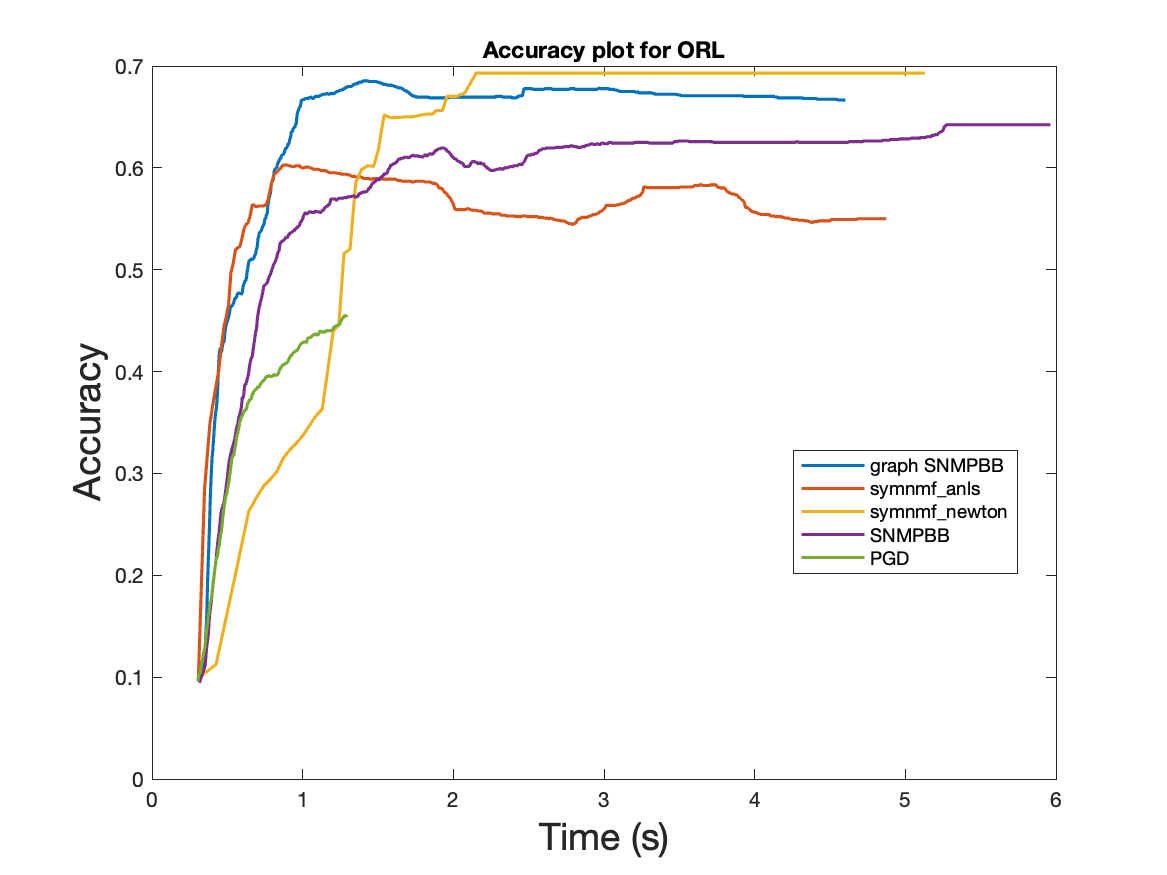 Accuracy plot for ORL
0.7
0.6
0.5
0.4
0.3
0.2
0.1
0
Accuracy
graph SNMPBB
symnmf_anls
symnmf_newton
SNMPBB
PGD
0 1 2 3 4 5 6
Time (s)